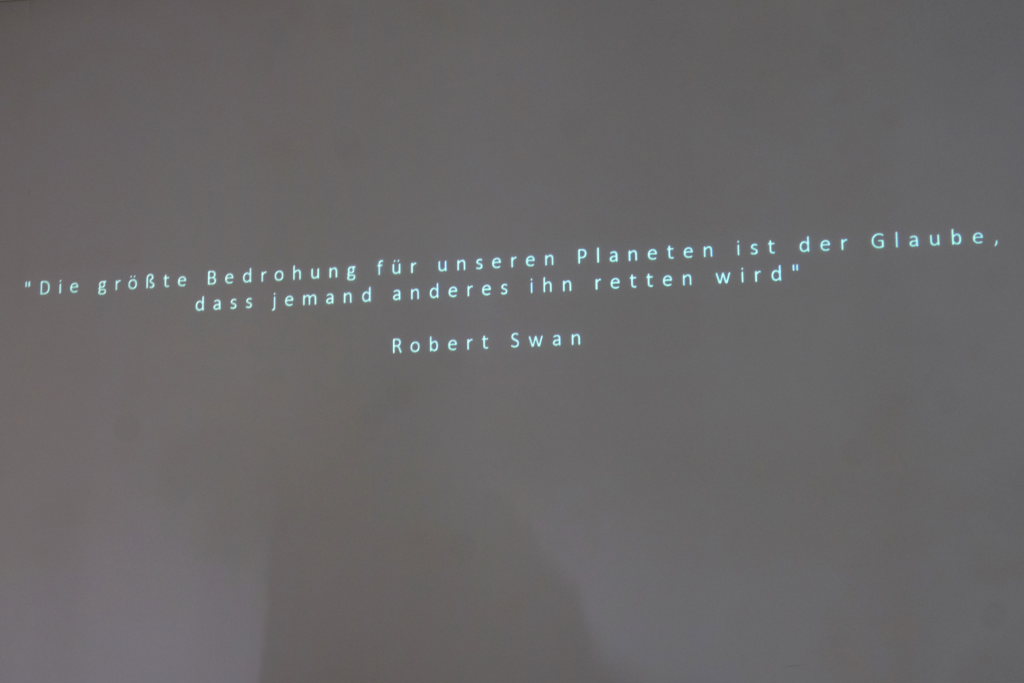 "Die größte Bedrohung für unseren Planeten ist der Glaube,
dass jemand anderes ihn retten wird"
Robert Swan